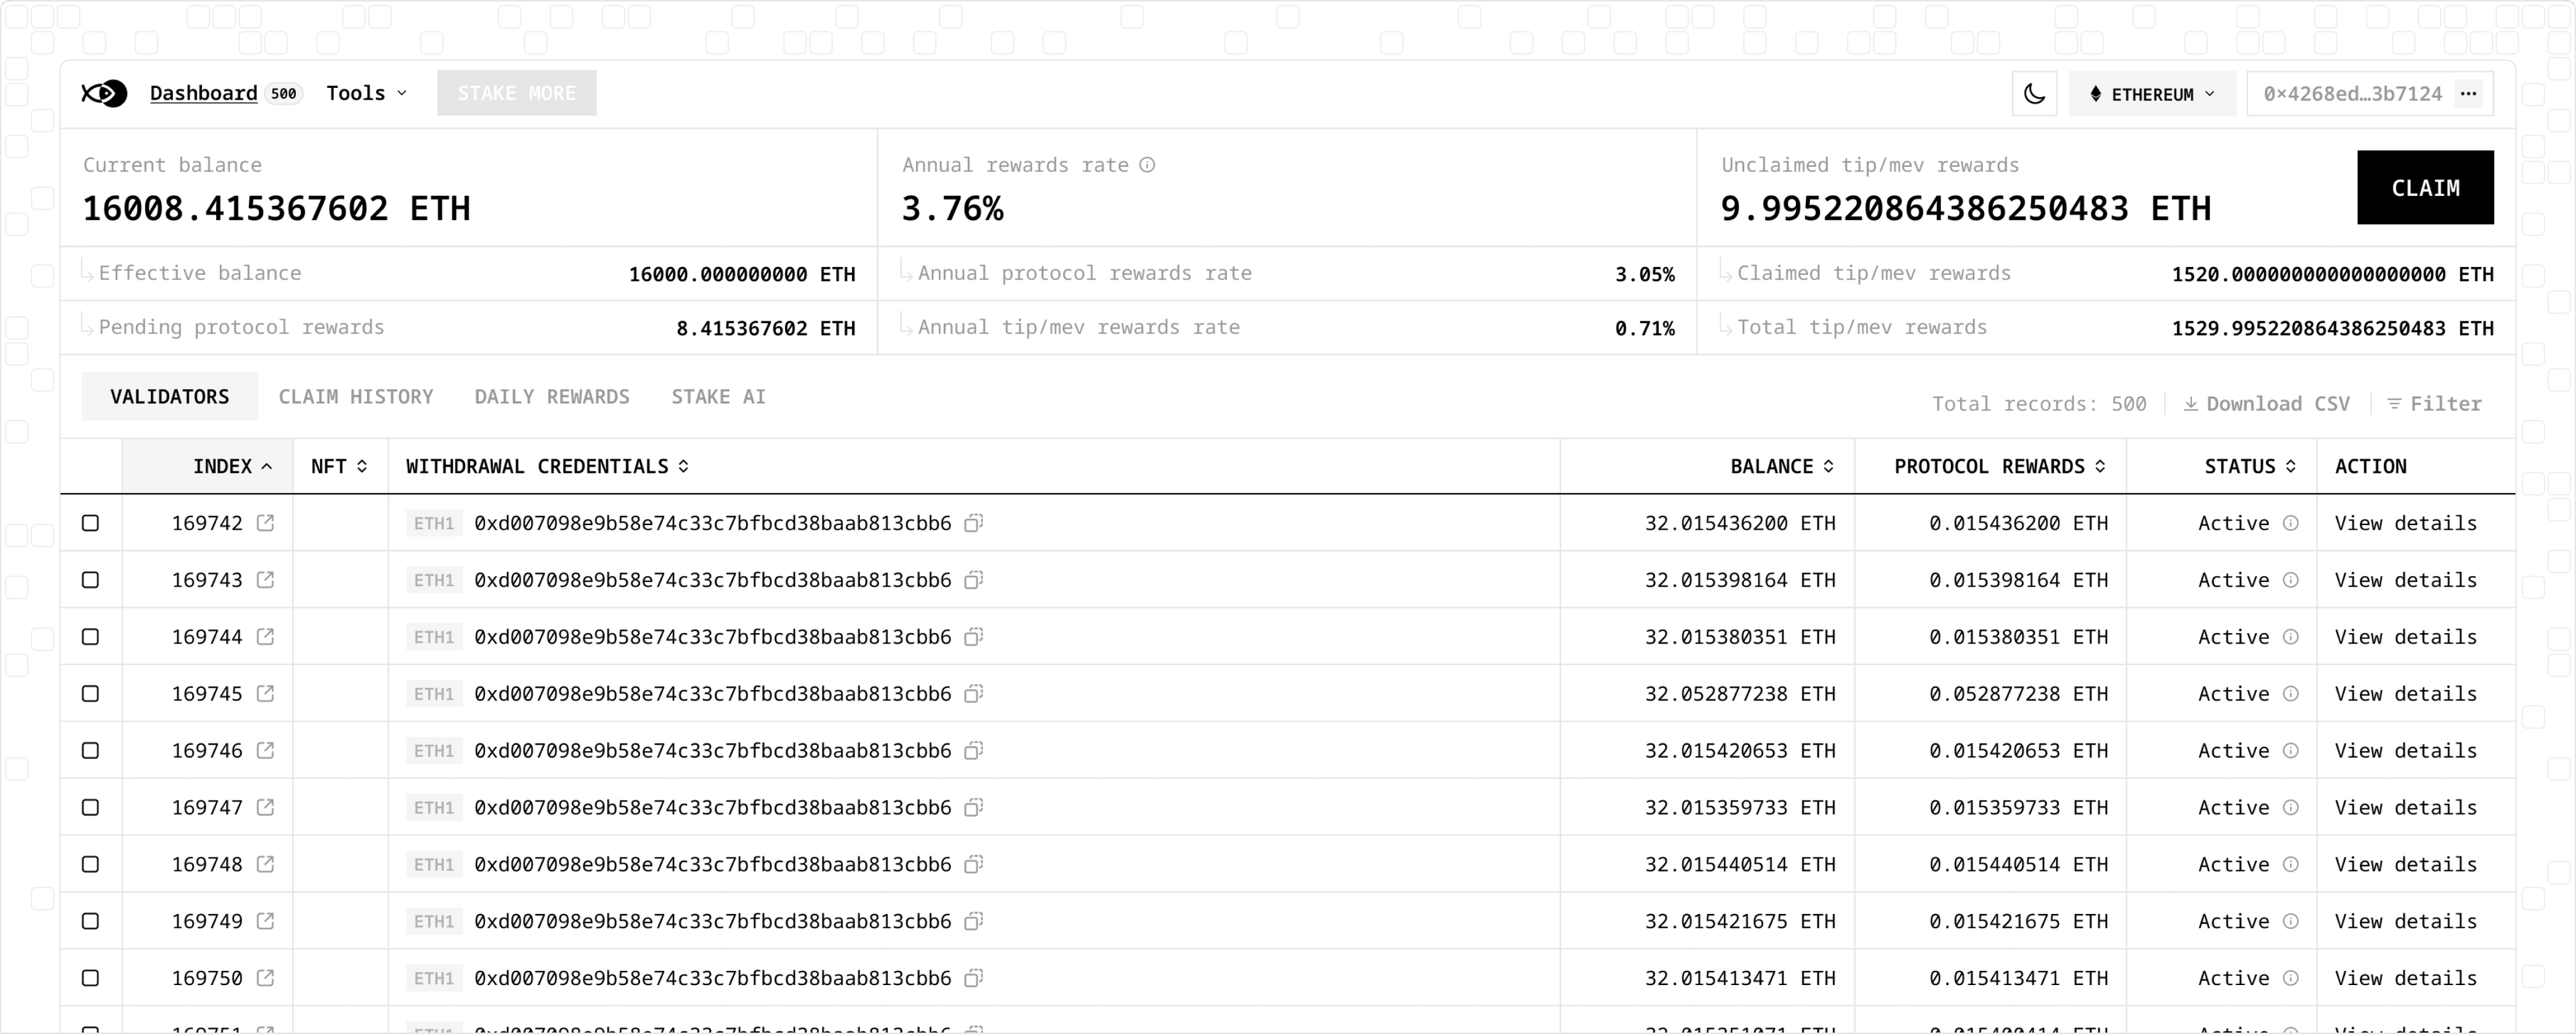 Dashboard 500 Tools STAKE MORE ETHEREUM 0×4268ed…3b7124 ···
Current balance
16008.415367602 ETH
Annual rewards rate
3.76%
Unclaimed tip/mev rewards
9.995220864386250483 ETH
CLAIM
Effective balance 16000.000000000 ETH
Annual protocol rewards rate 3.05%
Claimed tip/mev rewards 1520.000000000000000000 ETH
Pending protocol rewards 8.415367602 ETH
Annual tip/mev rewards rate 0.71%
Total tip/mev rewards 1529.995220864386250483 ETH
VALIDATORS CLAIM HISTORY DAILY REWARDS STAKE AI
Total records: 500 Download CSV Filter
INDEX NFT WITHDRAWAL CREDENTIALS BALANCE PROTOCOL REWARDS STATUS ACTION
169742 ETH1 0xd007098e9b58e74c33c7bfbcd38baab813cbb6 32.015436200 ETH 0.015436200 ETH Active View details
169743 ETH1 0xd007098e9b58e74c33c7bfbcd38baab813cbb6 32.015398164 ETH 0.015398164 ETH Active View details
169744 ETH1 0xd007098e9b58e74c33c7bfbcd38baab813cbb6 32.015380351 ETH 0.015380351 ETH Active View details
169745 ETH1 0xd007098e9b58e74c33c7bfbcd38baab813cbb6 32.052877238 ETH 0.052877238 ETH Active View details
169746 ETH1 0xd007098e9b58e74c33c7bfbcd38baab813cbb6 32.015420653 ETH 0.015420653 ETH Active View details
169747 ETH1 0xd007098e9b58e74c33c7bfbcd38baab813cbb6 32.015359733 ETH 0.015359733 ETH Active View details
169748 ETH1 0xd007098e9b58e74c33c7bfbcd38baab813cbb6 32.015440514 ETH 0.015440514 ETH Active View details
169749 ETH1 0xd007098e9b58e74c33c7bfbcd38baab813cbb6 32.015421675 ETH 0.015421675 ETH Active View details
169750 ETH1 0xd007098e9b58e74c33c7bfbcd38baab813cbb6 32.015413471 ETH 0.015413471 ETH Active View details